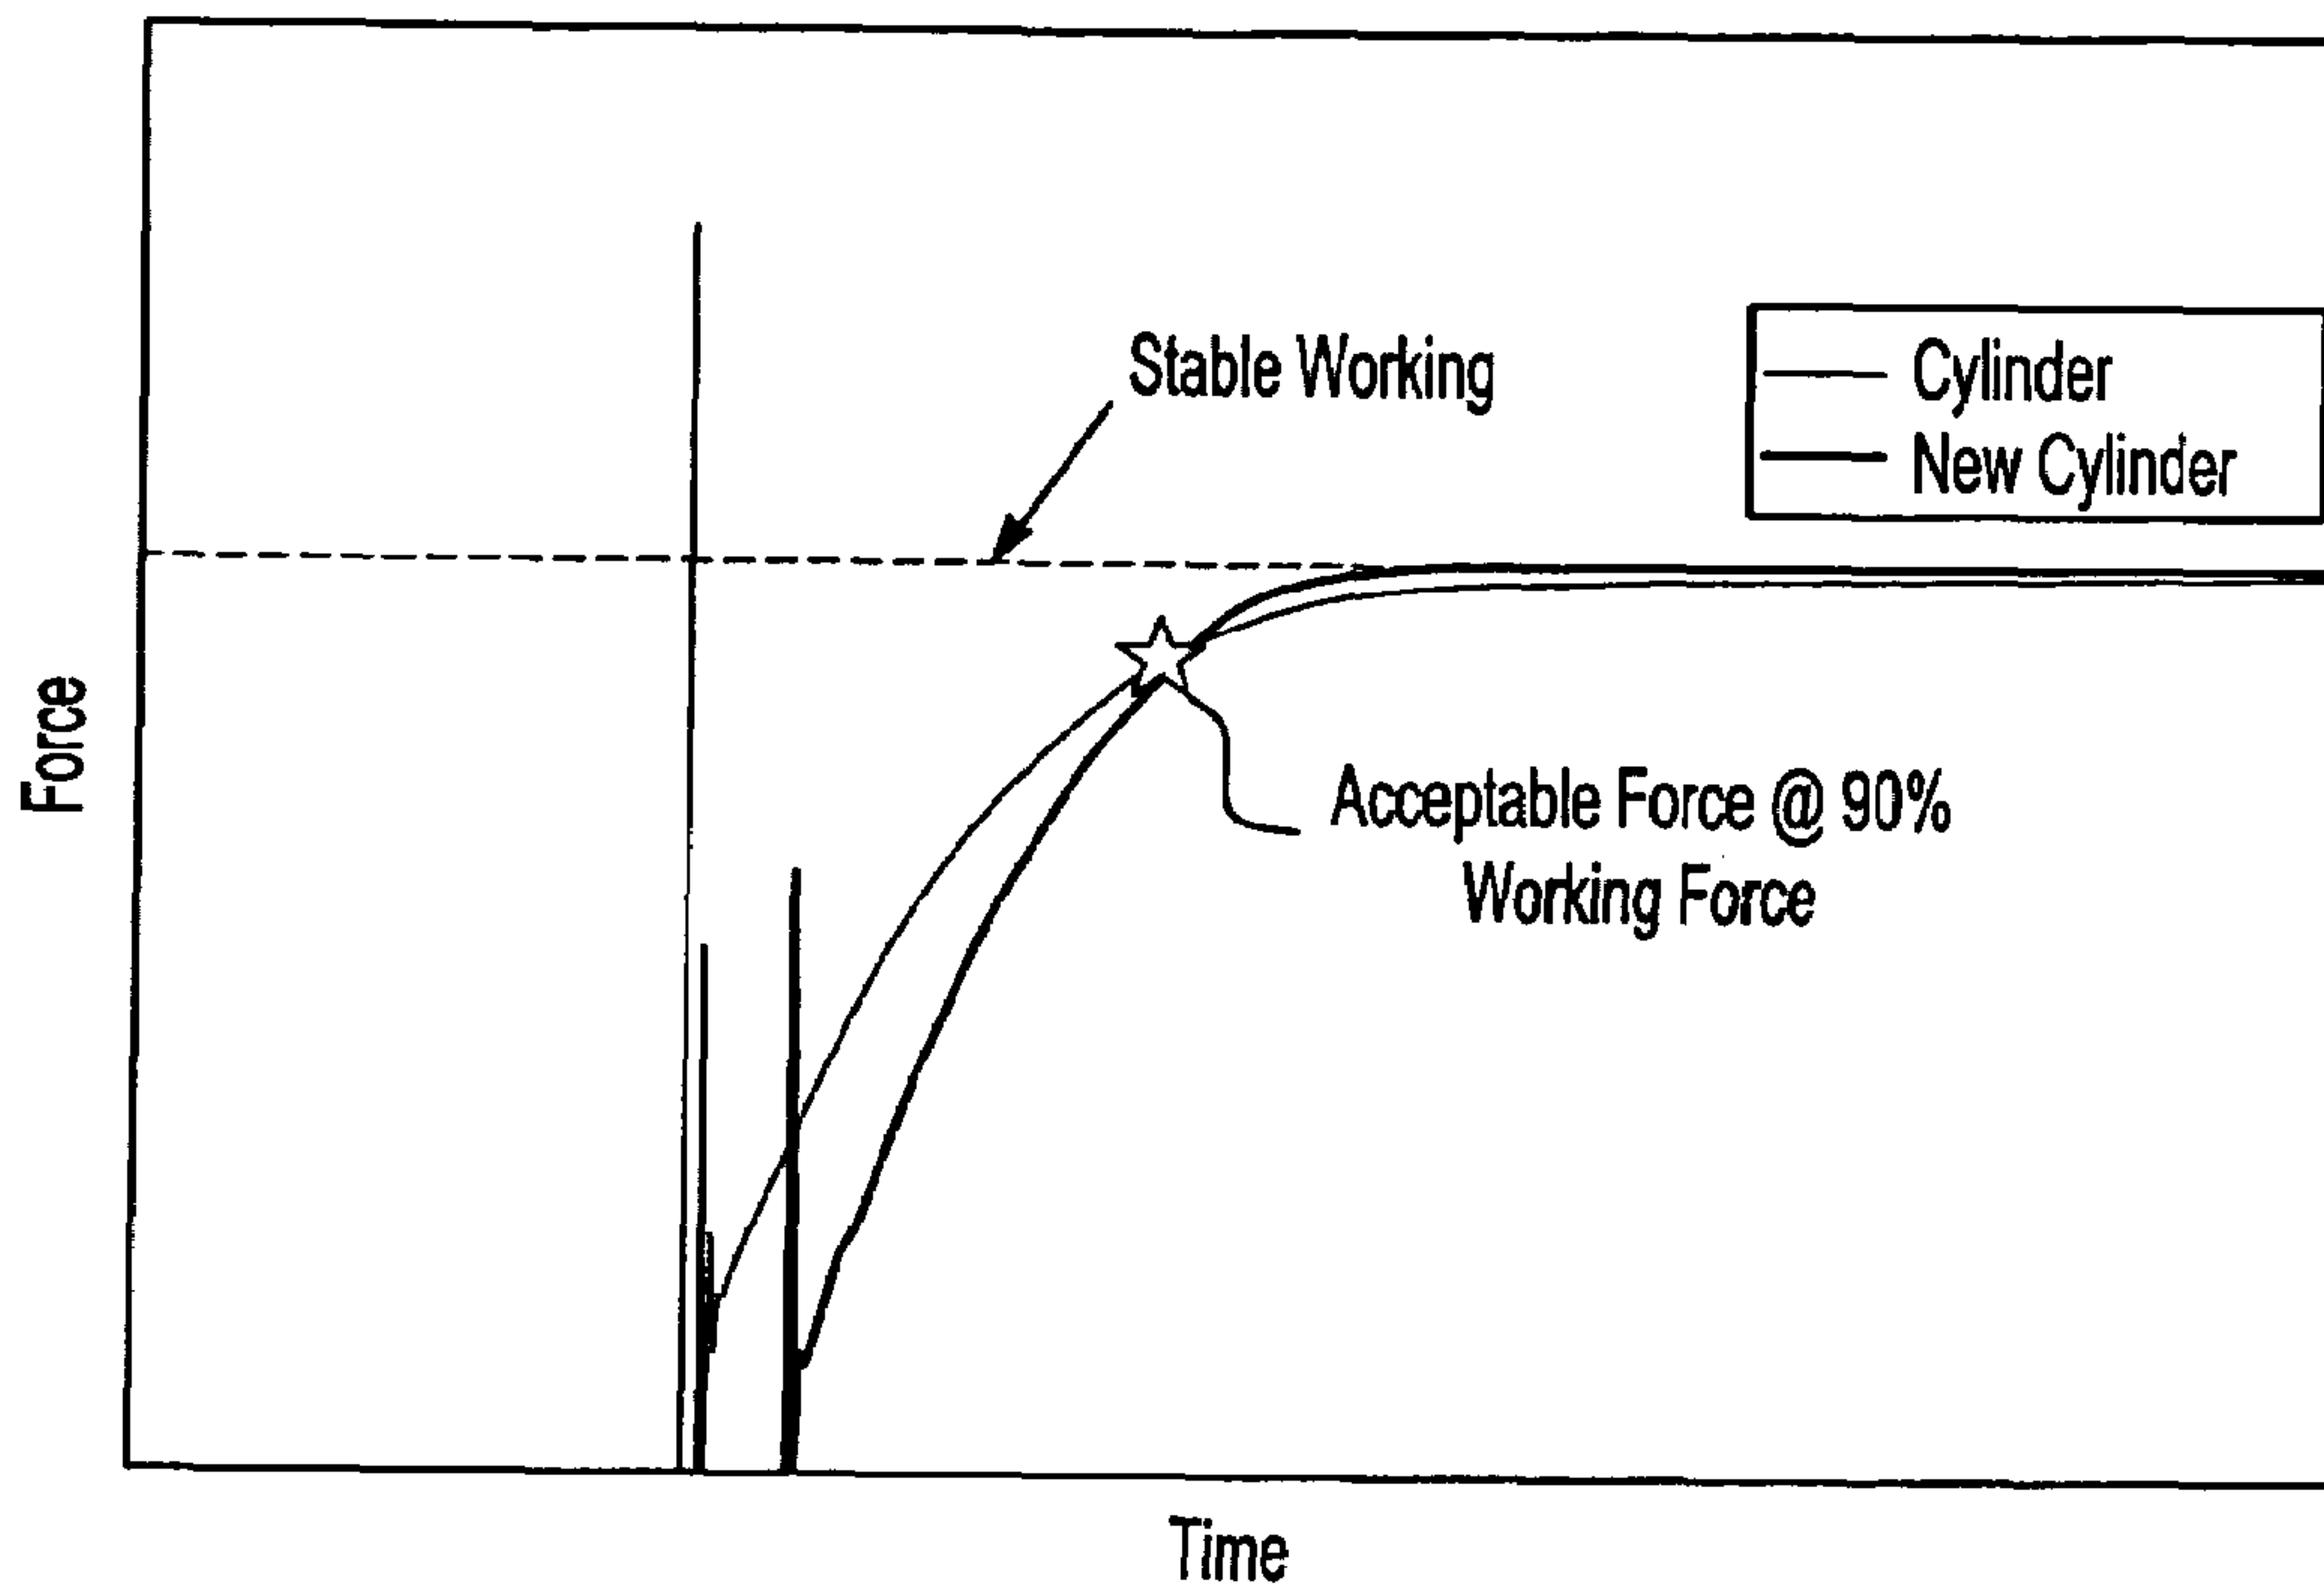 Stable Working
Cylinder
New Cylinder
Force
Acceptable Force @ 90%
Working Force
Time